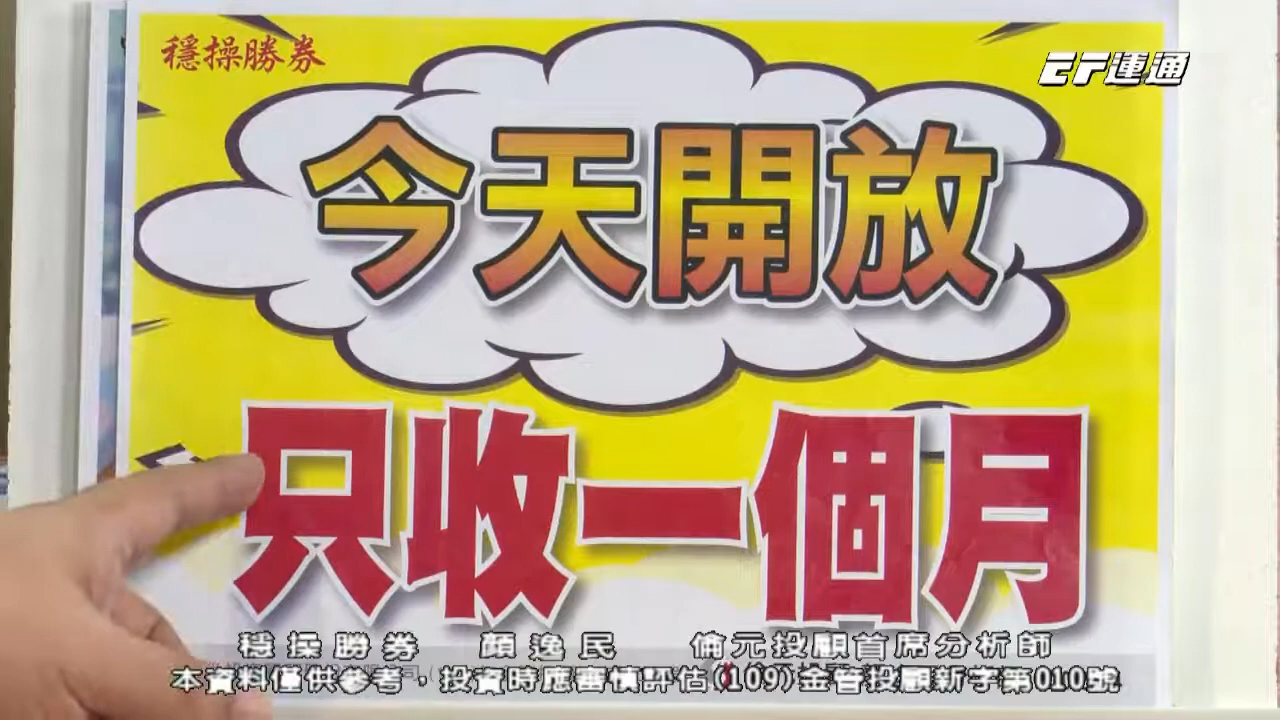 穩操勝券
EF運通
今天開放
只收一個月
穩操勝券 顏逸民 倫元投顧首席分析師
本資料僅供參考，投資時應審慎評估(109)金管投顧新字第010號